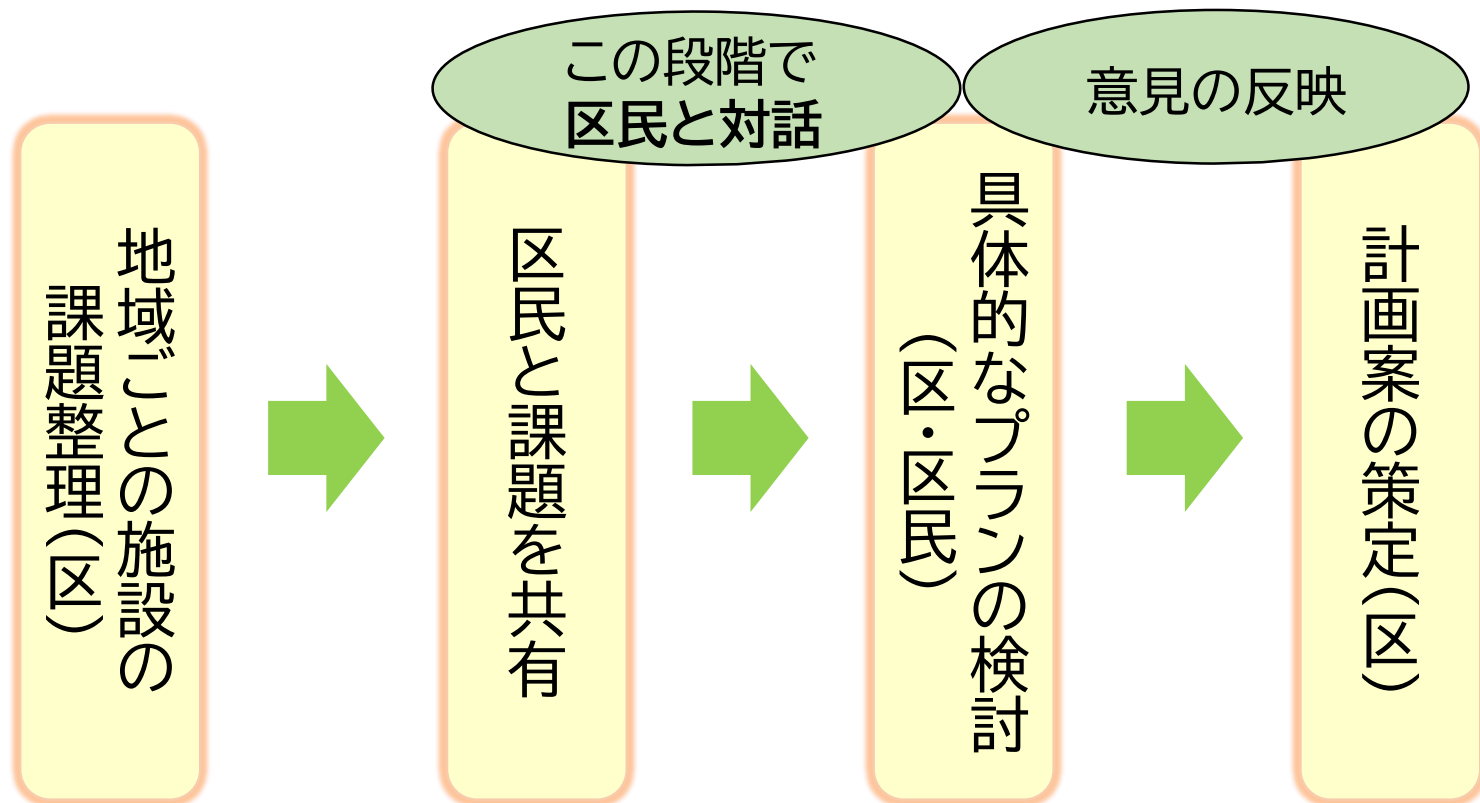 この段階で
区民と対話
意見の反映
地域ごとの施設の
課題整理(区)
区民と課題を共有
具体的なプランの検討
(区・区民)
計画案の策定(区)